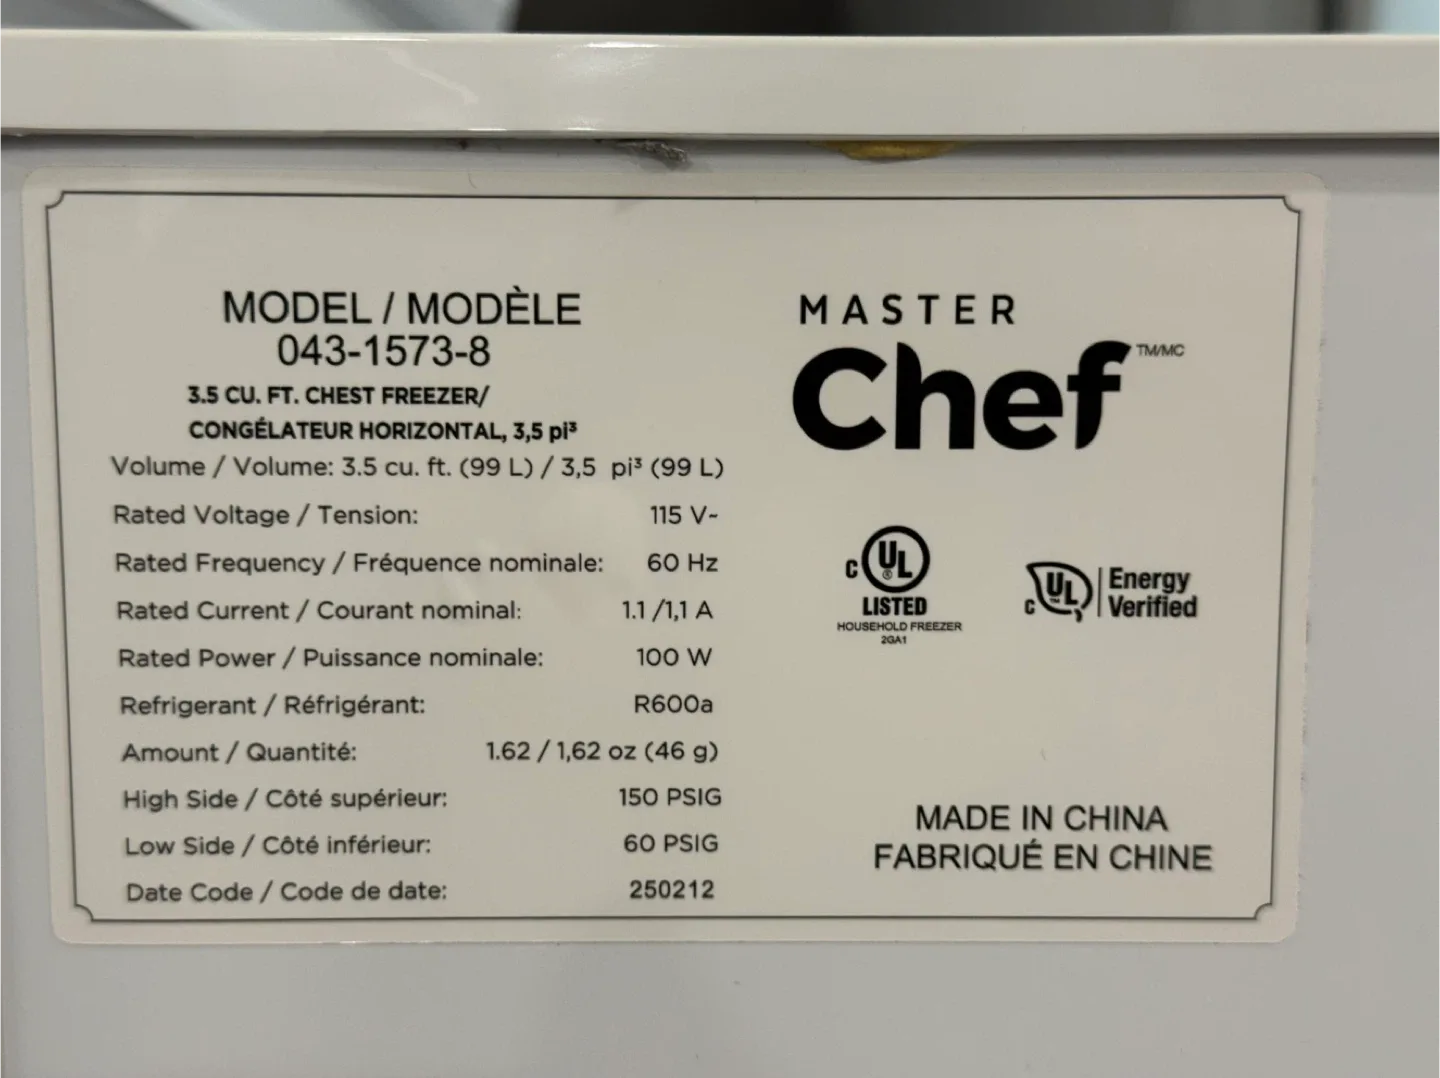 MODEL / MODÈLE
043-1573-8
3.5 CU. FT. CHEST FREEZER/
CONGÉLATEUR HORIZONTAL, 3,5 pi³
Volume / Volume: 3.5 cu. ft. (99 L) / 3,5 pi³ (99 L)
Rated Voltage / Tension: 115 V~
Rated Frequency / Fréquence nominale: 60 Hz
Rated Current / Courant nominal: 1.1 /1,1 A
Rated Power / Puissance nominale: 100 W
Refrigerant / Réfrigérant: R600a
Amount / Quantité: 1.62 / 1,62 oz (46 g)
High Side / Côté supérieur: 150 PSIG
Low Side / Côté inférieur: 60 PSIG
Date Code / Code de date: 250212
MASTER
Chef TM/MC
C UL ®
LISTED
HOUSEHOLD FREEZER
2GA1
C UL ™ Energy
Verified
MADE IN CHINA
FABRIQUÉ EN CHINE